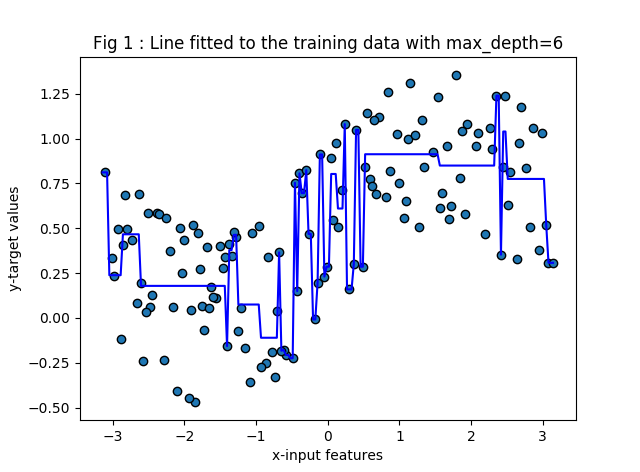 Fig 1 : Line fitted to the training data with max_depth=6
1.25
1.00
0.75
0.50
0.25
0.00
−0.25
−0.50
y-target values
−3 −2 −1 0 1 2 3
x-input features